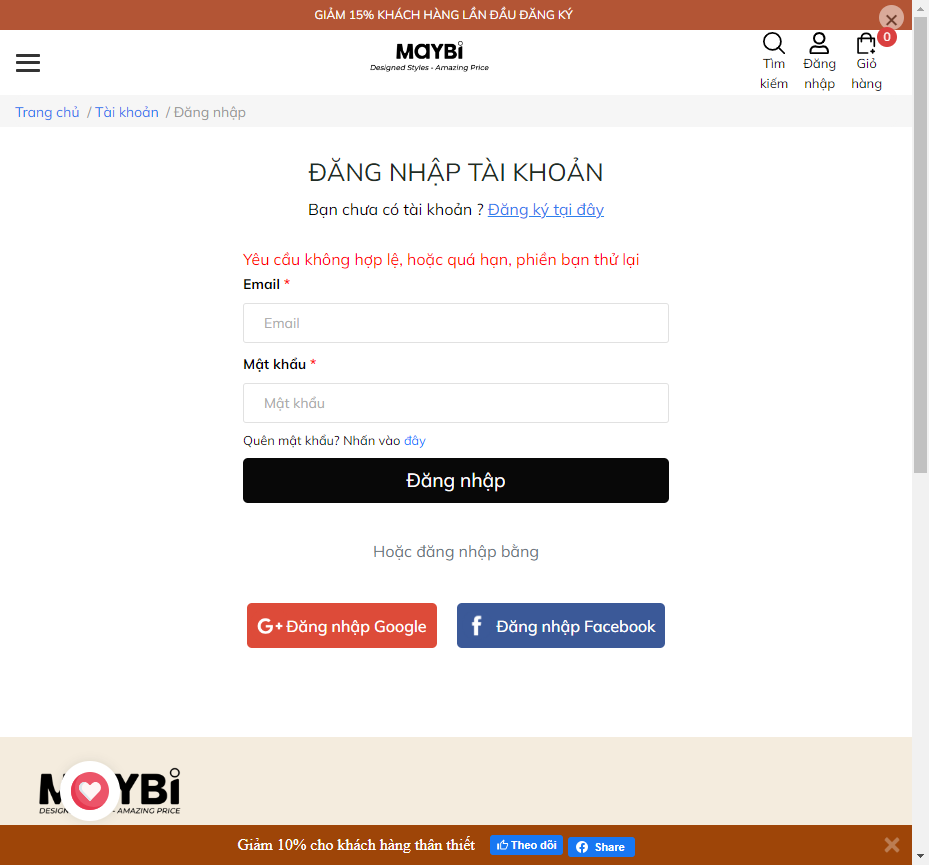 GIẢM 15% KHÁCH HÀNG LẦN ĐẦU ĐĂNG KÝ
MAYBi
Designed Styles - Amazing Price
Tìm kiếm
Đăng nhập
Giỏ hàng
0
Trang chủ / Tài khoản / Đăng nhập
ĐĂNG NHẬP TÀI KHOẢN
Bạn chưa có tài khoản ? Đăng ký tại đây
Yêu cầu không hợp lệ, hoặc quá hạn, phiền bạn thử lại
Email *
Email
Mật khẩu *
Mật khẩu
Quên mật khẩu? Nhấn vào đây
Đăng nhập
Hoặc đăng nhập bằng
G+ Đăng nhập Google
f Đăng nhập Facebook
AMAZING PRICE
Giảm 10% cho khách hàng thân thiết
Theo dõi
Share